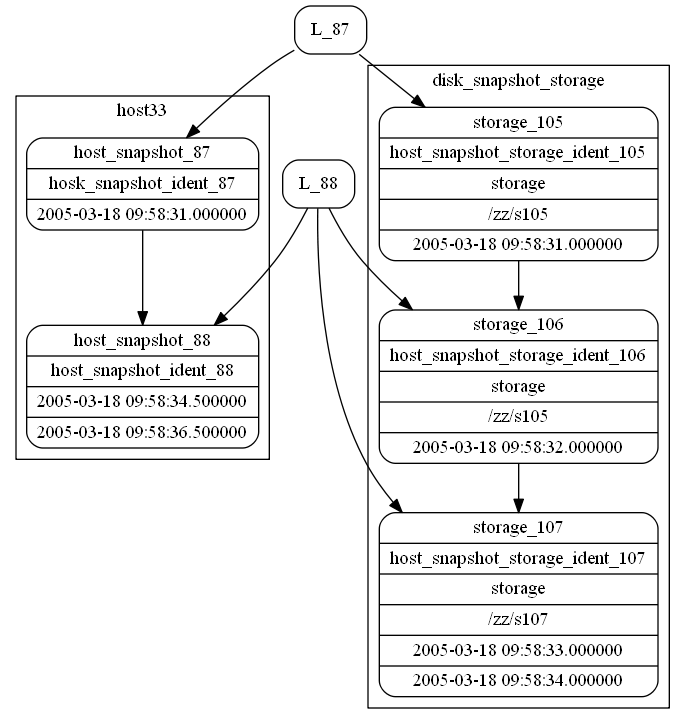 L_87
disk_snapshot_storage
host33
storage_105
host_snapshot_storage_ident_105
storage
/zz/s105
2005-03-18 09:58:31.000000
host_snapshot_87
hosk_snapshot_ident_87
2005-03-18 09:58:31.000000
L_88
storage_106
host_snapshot_storage_ident_106
storage
/zz/s105
2005-03-18 09:58:32.000000
host_snapshot_88
host_snapshot_ident_88
2005-03-18 09:58:34.500000
2005-03-18 09:58:36.500000
storage_107
host_snapshot_storage_ident_107
storage
/zz/s107
2005-03-18 09:58:33.000000
2005-03-18 09:58:34.000000